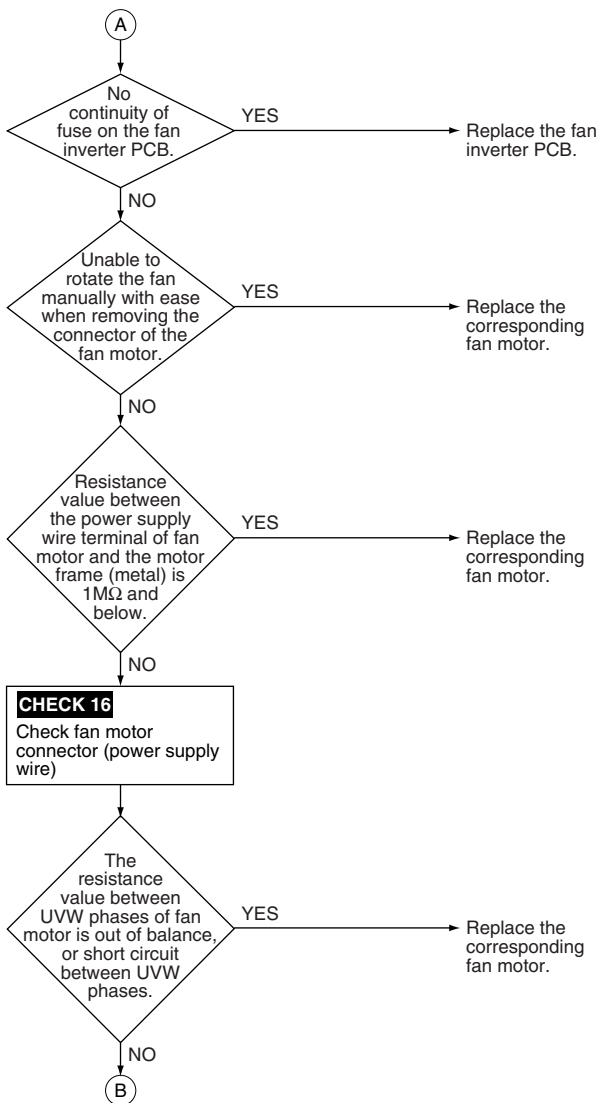 A
No
continuity of
fuse on the fan
inverter PCB.
YES
Replace the fan
inverter PCB.
NO
Unable to
rotate the fan
manually with ease
when removing the
connector of the
fan motor.
YES
Replace the
corresponding
fan motor.
NO
Resistance
value between
the power supply
wire terminal of fan
motor and the motor
frame (metal) is
1MΩ and
below.
YES
Replace the
corresponding
fan motor.
NO
CHECK 16
Check fan motor
connector (power supply
wire)
The
resistance
value between
UVW phases of fan
motor is out of balance,
or short circuit
between UVW
phases.
YES
Replace the
corresponding
fan motor.
NO
B